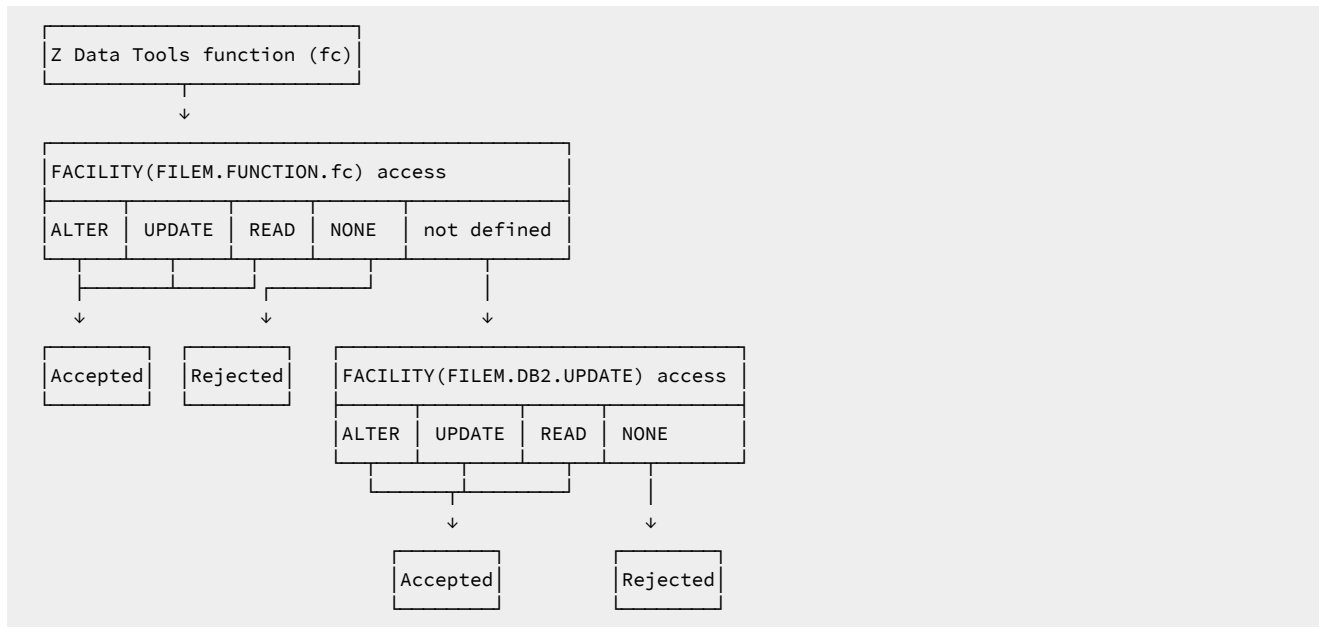 Z Data Tools function (fc)
FACILITY(FILEM.FUNCTION.fc) access
ALTER UPDATE READ NONE not defined
Accepted Rejected FACILITY(FILEM.DB2.UPDATE) access
ALTER UPDATE READ NONE
Accepted Rejected